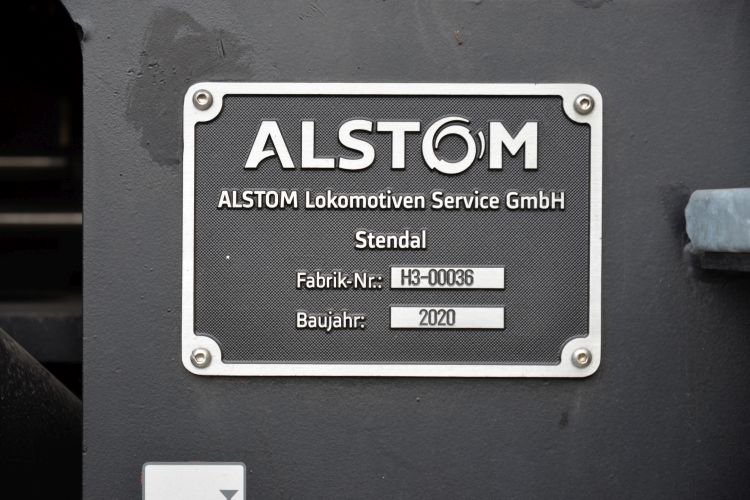 ALSTOM
ALSTOM Lokomotiven Service GmbH
Stendal
Fabrik-Nr.: H3-00036
Baujahr: 2020